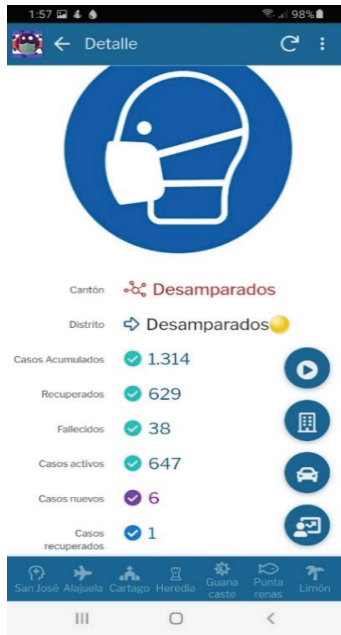 1:57 98%
Detalle
Cantón Desamparados
Distrito Desamparados
Casos Acumulados 1.314
Recuperados 629
Fallecidos 38
Casos activos 647
Casos nuevos 6
Casos
recuperados 1
San José Alajuela Cartago Heredia Guana
caste Punta
renas Limón